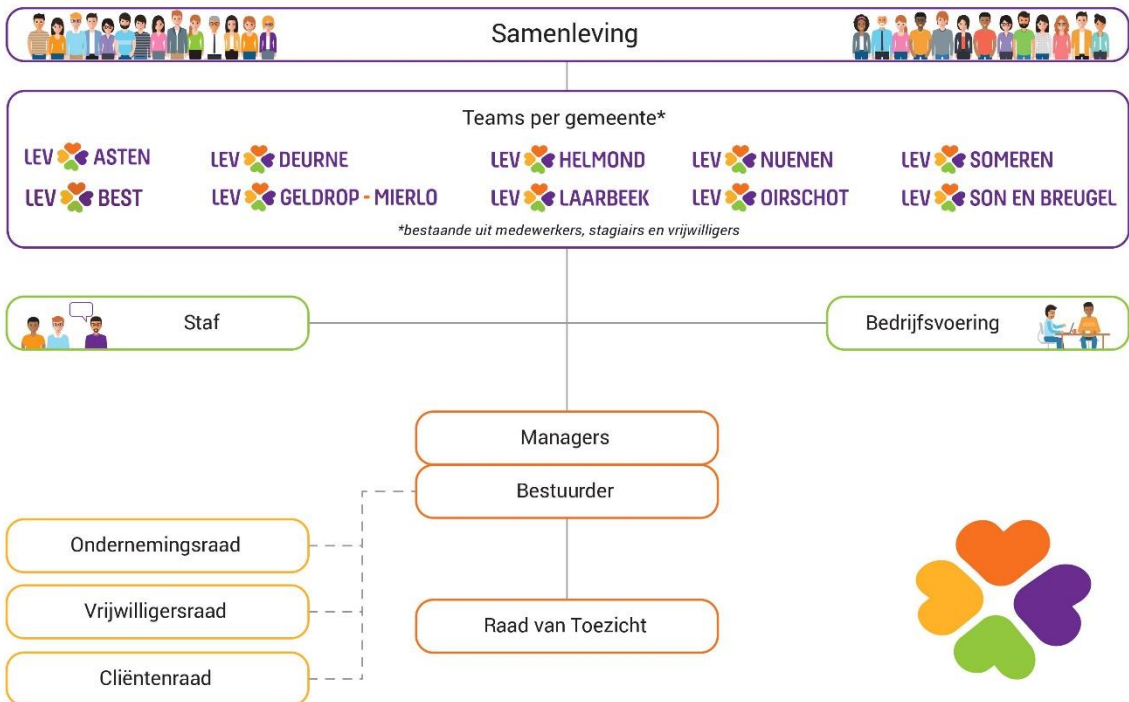 Samenleving
Teams per gemeente*
LEV ASTEN
LEV DEURNE
LEV HELMOND
LEV NUENEN
LEV SOMEREN
LEV BEST
LEV GELDROP - MIERLO
LEV LAARBEEK
LEV OIRSCHOT
LEV SON EN BREUGEL
*bestaande uit medewerkers, stagiairs en vrijwilligers
Staf
Bedrijfsvoering
Managers
Bestuurder
Ondernemingsraad
Vrijwilligersraad
Raad van Toezicht
Cliëntenraad